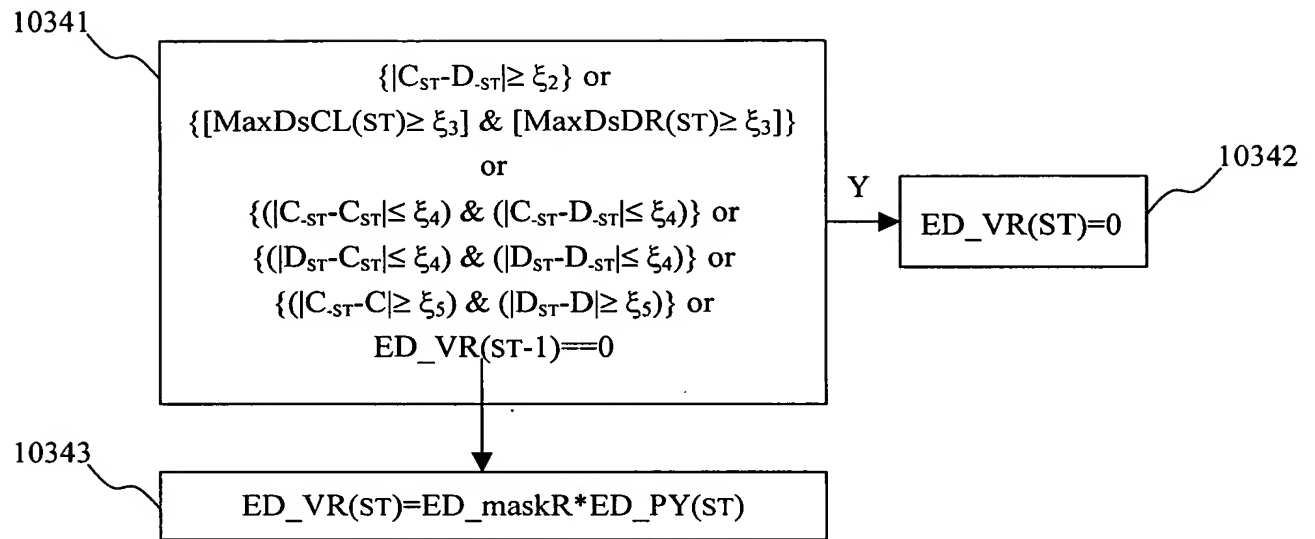 10341
{|C_ST-D_-ST|≥ ξ₂} or
{[MaxDsCL(ST)≥ ξ₃] & [MaxDsDR(ST)≥ ξ₃]}
or
{(|C_-ST-C_ST|≤ ξ₄) & (|C_-ST-D_-ST|≤ ξ₄)} or
{(|D_ST-C_ST|≤ ξ₄) & (|D_ST-D_-ST|≤ ξ₄)} or
{(|C_-ST-C|≥ ξ₅) & (|D_ST-D|≥ ξ₅)} or
ED_VR(ST-1)==0
Y
10342
ED_VR(ST)=0
10343
ED_VR(ST)=ED_maskR*ED_PY(ST)